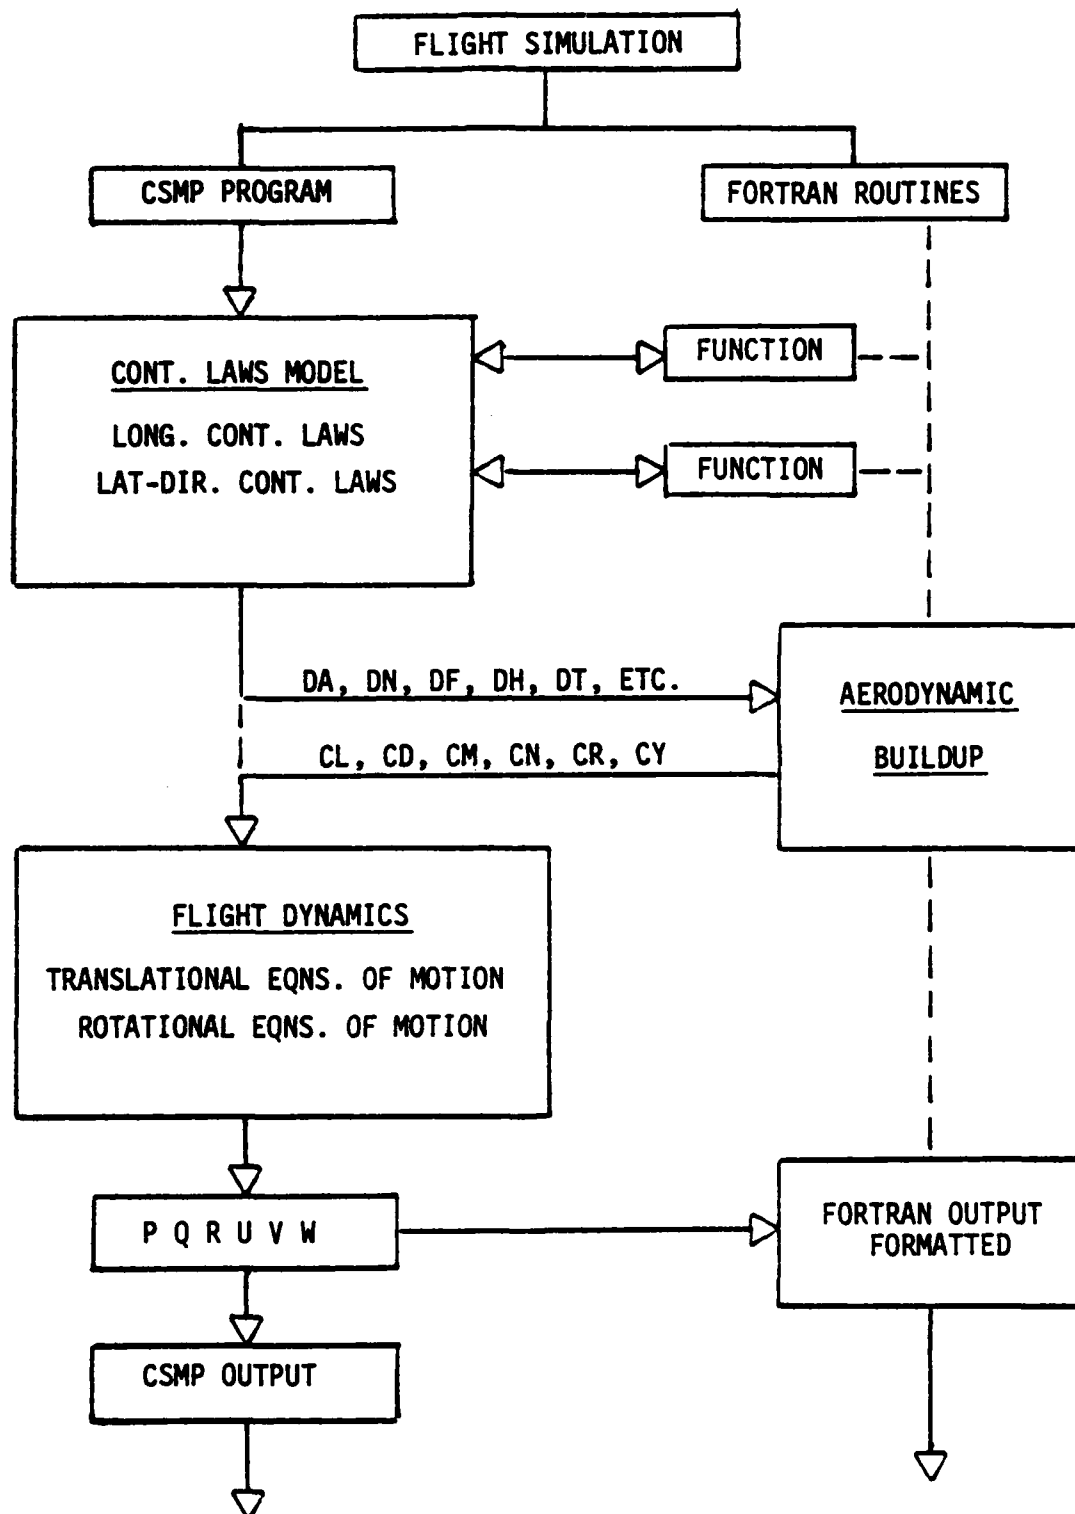 FLIGHT SIMULATION
CSMP PROGRAM
FORTRAN ROUTINES
CONT. LAWS MODEL
LONG. CONT. LAWS
LAT-DIR. CONT. LAWS
FUNCTION
FUNCTION
DA, DN, DF, DH, DT, ETC.
CL, CD, CM, CN, CR, CY
AERODYNAMIC
BUILDUP
FLIGHT DYNAMICS
TRANSLATIONAL EQNS. OF MOTION
ROTATIONAL EQNS. OF MOTION
P Q R U V W
FORTRAN OUTPUT
FORMATTED
CSMP OUTPUT